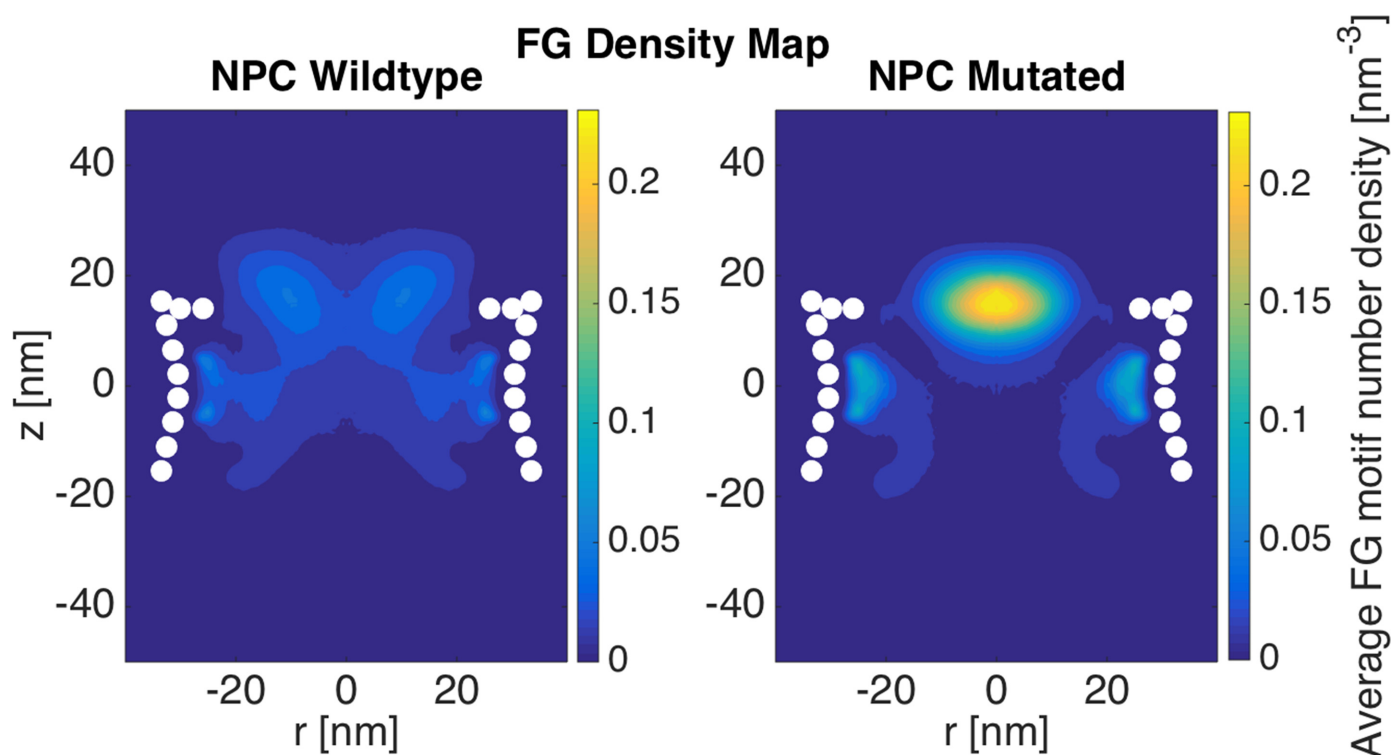 FG Density Map
NPC Wildtype
NPC Mutated
z [nm]
40
20
0
-20
-40
-20 0 20
r [nm]
0.2
0.15
0.1
0.05
0
40
20
0
-20
-40
-20 0 20
r [nm]
0.2
0.15
0.1
0.05
0
Average FG motif number density [nm⁻³]